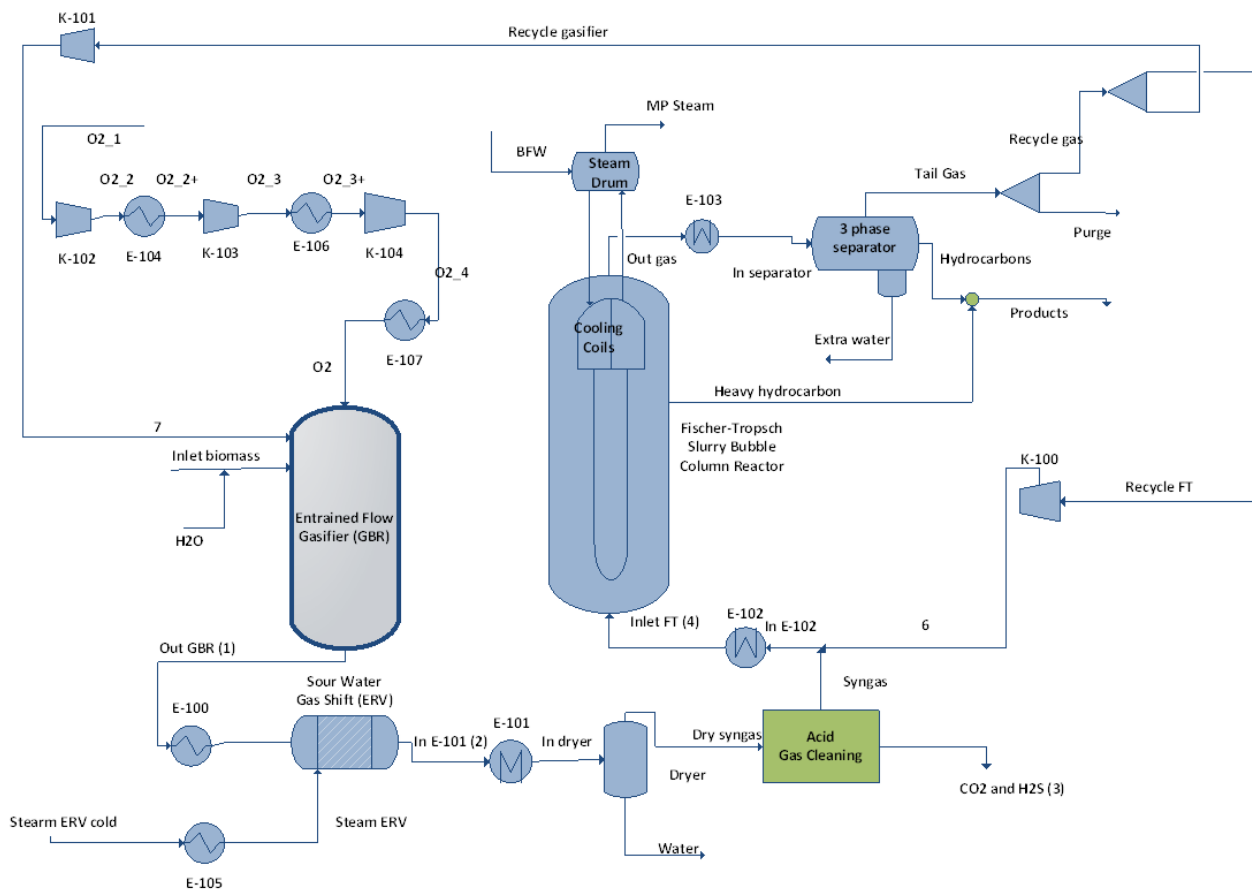 K-101
Recycle gasifier
MP Steam
O2_1
BFW
Recycle gas
Steam
Drum
O2_2
O2_2+
O2_3
O2_3+
Tail Gas
E-103
3 phase
separator
Purge
K-102
E-104
K-103
E-106
K-104
Out gas
In separator
Hydrocarbons
O2_4
Products
Cooling
Coils
Extra water
E-107
O2
Heavy hydrocarbon
7
Fischer-Tropsch
Slurry Bubble
Column Reactor
Inlet biomass
K-100
Recycle FT
Entrained Flow
Gasifier (GBR)
H2O
E-102
Inlet FT (4)
In E-102
6
Out GBR (1)
Sour Water
Gas Shift (ERV)
Syngas
E-100
E-101
In E-101 (2)
In dryer
Dry syngas
Acid
Gas Cleaning
Dryer
CO2 and H2S (3)
Stearm ERV cold
Steam ERV
Water
E-105